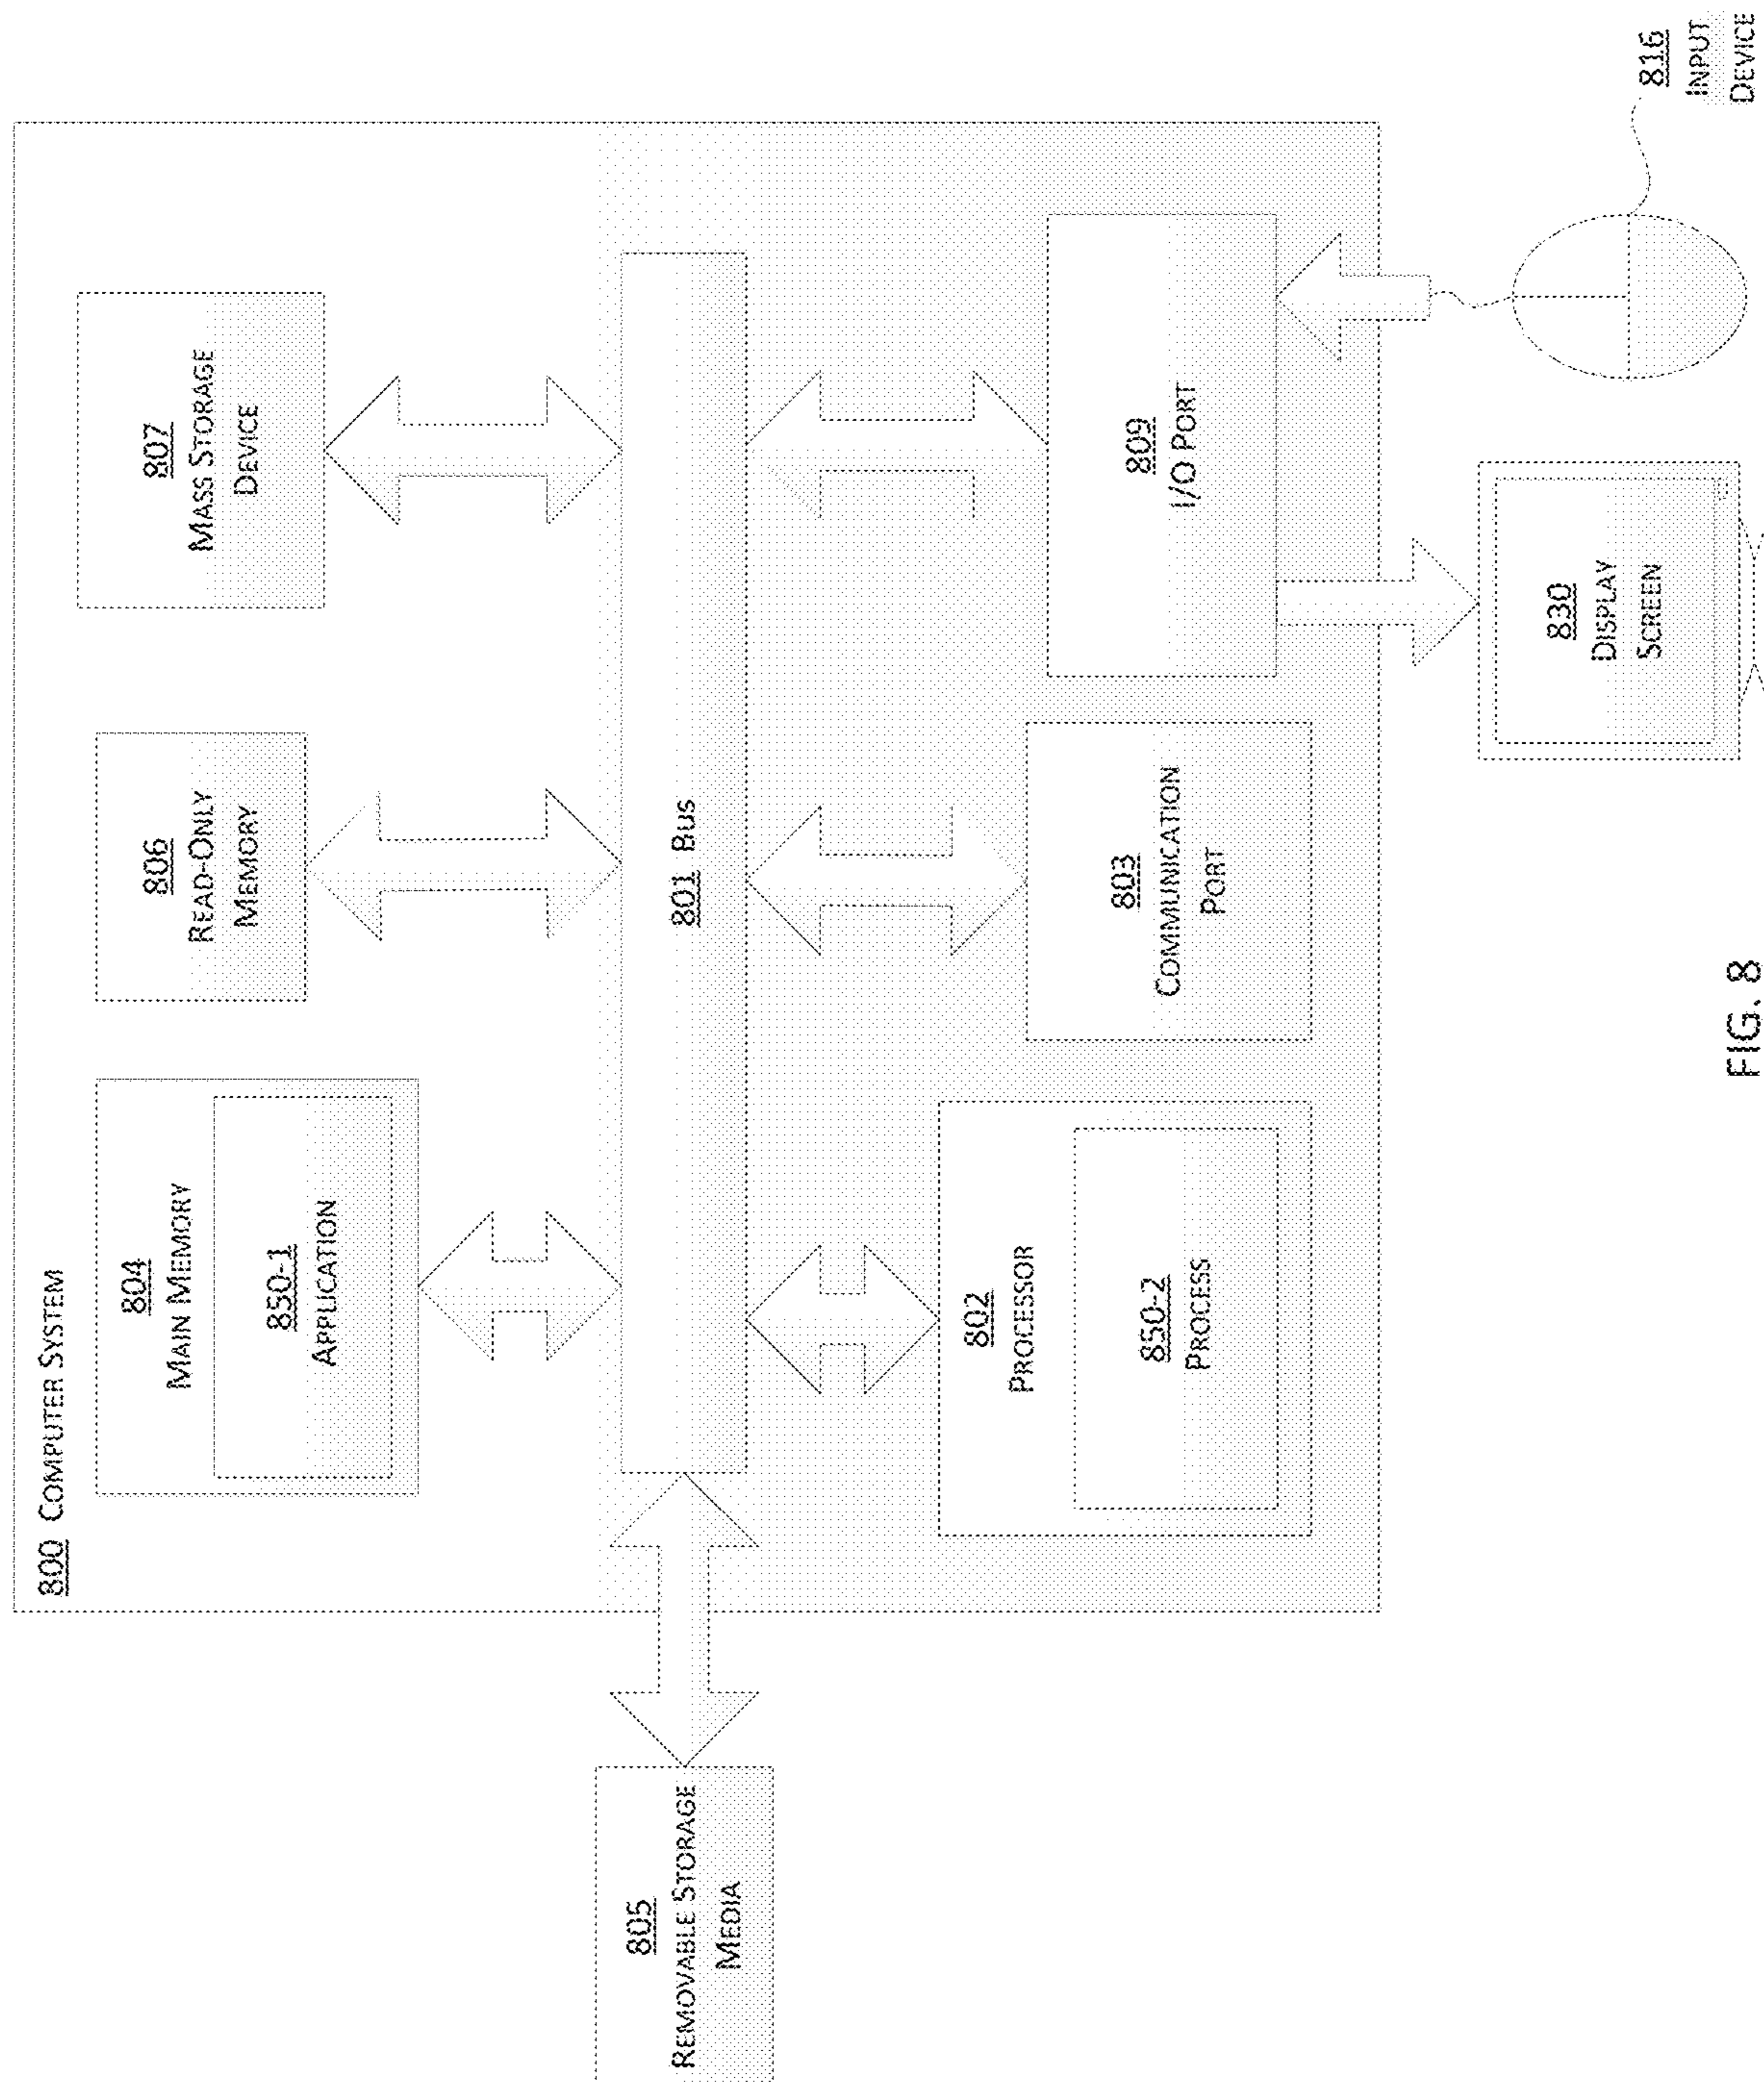 800 COMPUTER SYSTEM
804
MAIN MEMORY
850-1
APPLICATION
806
READ-ONLY
MEMORY
807
MASS STORAGE
DEVICE
805
REMOVABLE STORAGE
MEDIA
801 BUS
802
PROCESSOR
850-2
PROCESS
803
COMMUNICATION
PORT
809
I/O PORT
830
DISPLAY
SCREEN
816
INPUT
DEVICE
FIG. 8